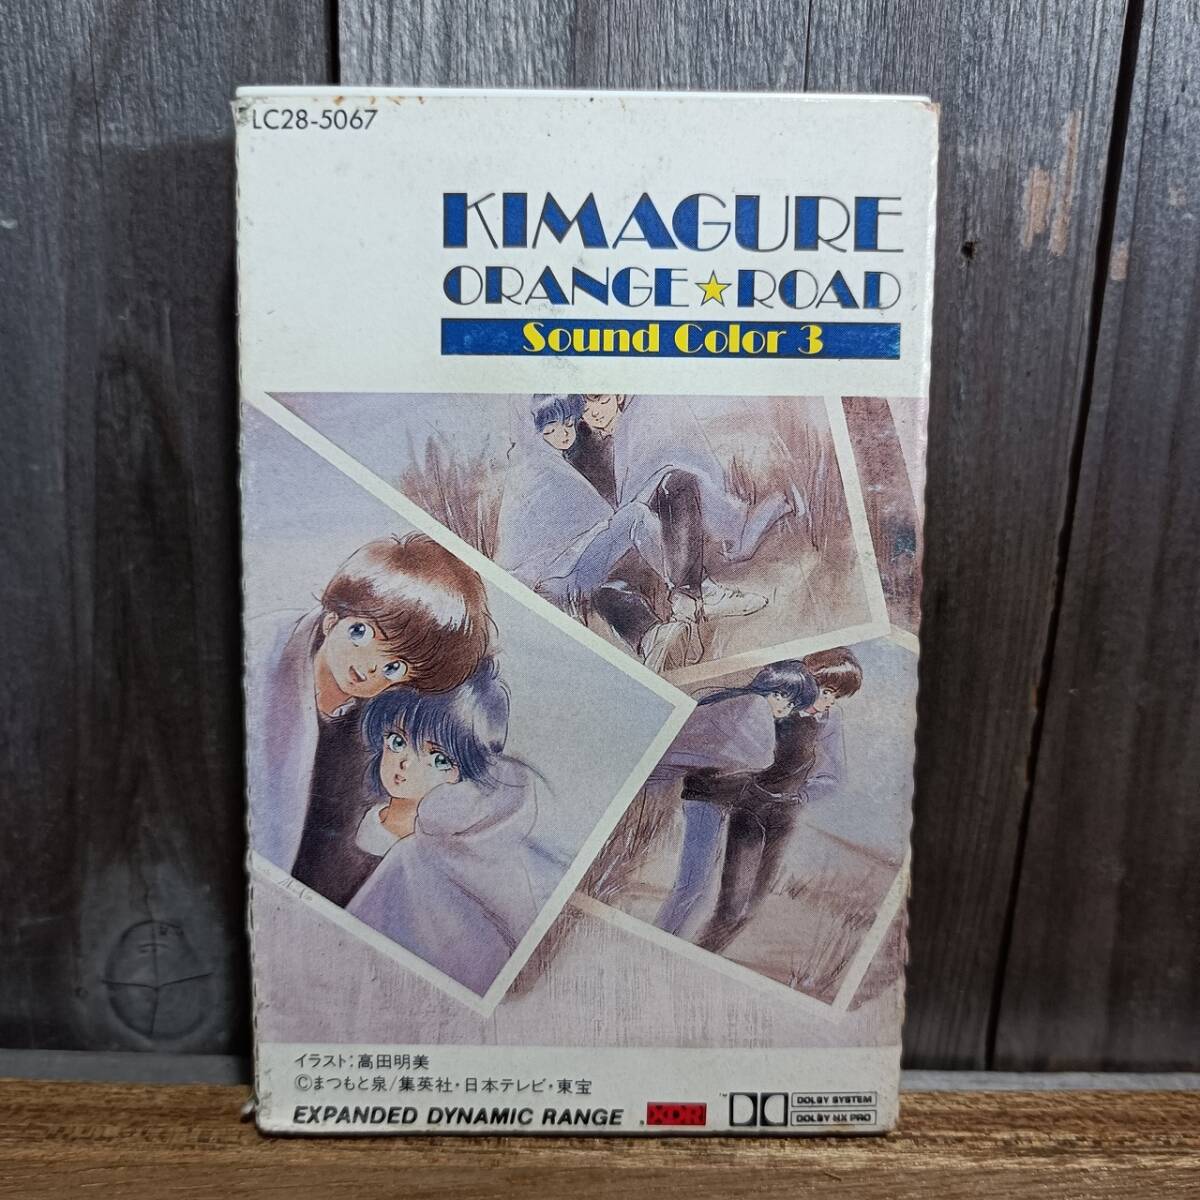 LC28-5067
KIMAGURE
ORANGE★ROAD
Sound Color 3
イラスト:高田明美
©まつもと泉/集英社・日本テレビ・東宝
EXPANDED DYNAMIC RANGE XDR ™ DOLBY SYSTEM
DOLBY HX PRO